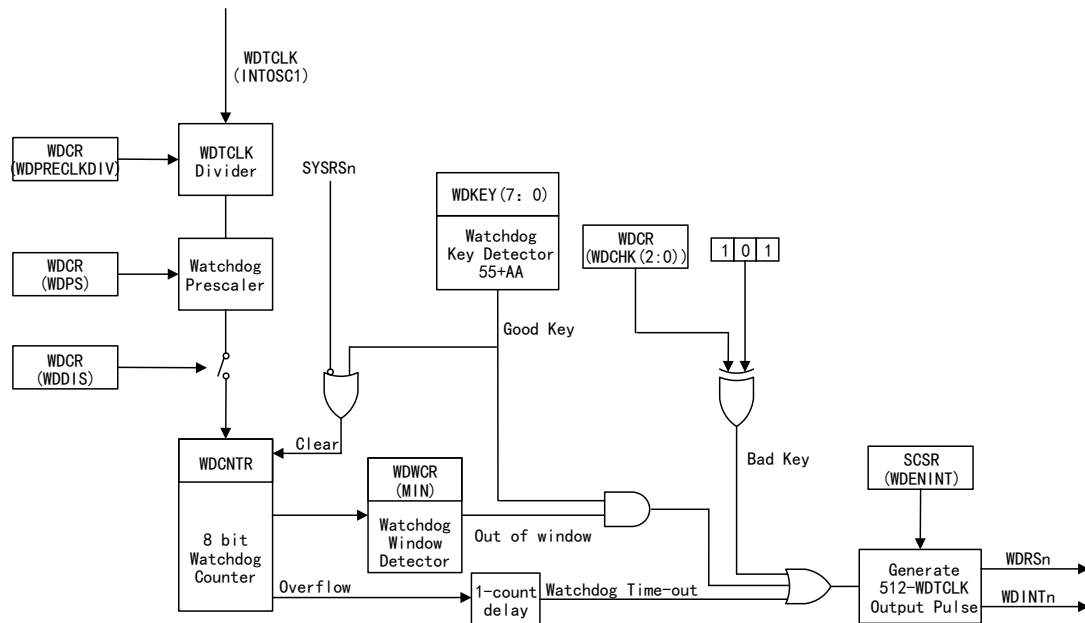 WDTCLK
(INTOSC1)
WDCR
(WDPRECLKDIV)
WDTCLK
Divider
SYSRSn
WDKEY(7：0)
Watchdog
Key Detector
55+AA
WDCR
(WDCHK(2:0))
1 0 1
WDCR
(WDPS)
Watchdog
Prescaler
Good Key
WDCR
(WDDIS)
Clear
WDCNTR
8 bit
Watchdog
Counter
WDWCR
(MIN)
Watchdog
Window
Detector
Out of window
Bad Key
SCSR
(WDENINT)
Overflow
1-count
delay
Watchdog Time-out
Generate
512-WDTCLK
Output Pulse
WDRSn
WDINTn